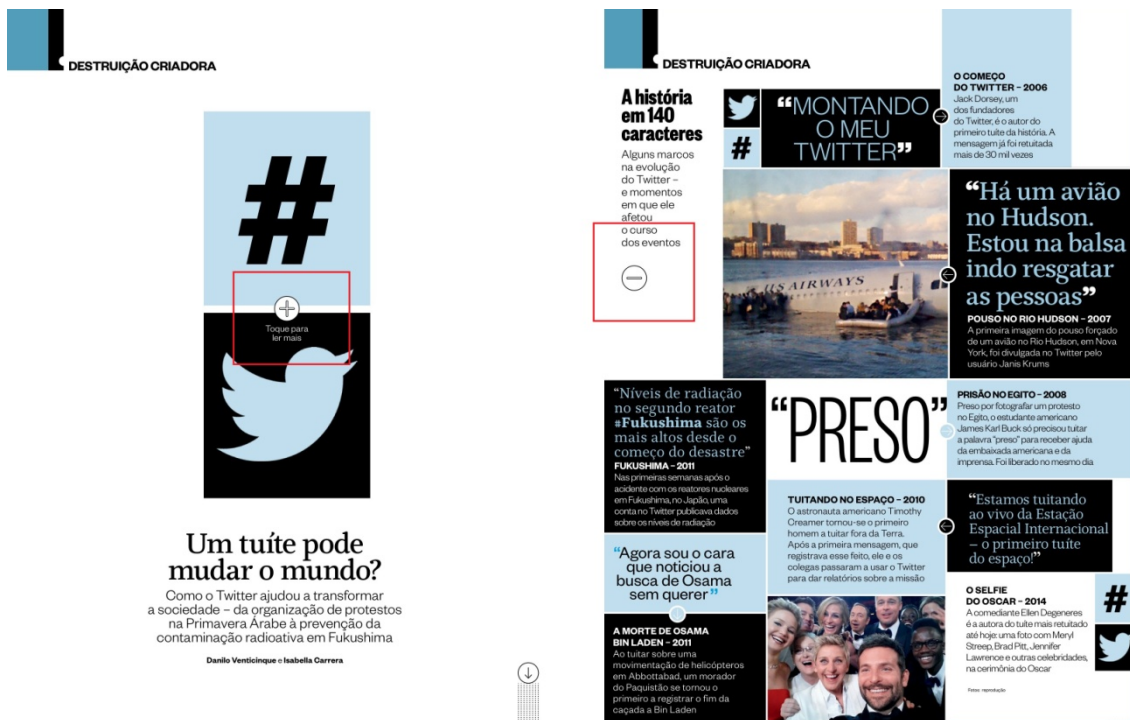 DESTRUIÇÃO CRIADORA
#
Toque para
ler mais
Um tuíte pode
mudar o mundo?
Como o Twitter ajudou a transformar
a sociedade – da organização de protestos
na Primavera Árabe à prevenção da
contaminação radioativa em Fukushima
Danilo Venticinque e Isabella Carrera
DESTRUIÇÃO CRIADORA
A história
em 140
caracteres
Alguns marcos
na evolução
do Twitter –
e momentos
em que ele
afetou
o curso
dos eventos
#
“MONTANDO
O MEU
TWITTER”
O COMEÇO
DO TWITTER – 2006
Jack Dorsey, um
dos fundadores
do Twitter, é o autor do
primeiro tuíte da história. A
mensagem já foi retuitada
mais de 30 mil vezes
US AIRWAYS
“Há um avião
no Hudson.
Estou na balsa
indo resgatar
as pessoas”
POUSO NO RIO HUDSON – 2007
A primeira imagem do pouso forçado
de um avião no Rio Hudson, em Nova
York, foi divulgada no Twitter pelo
usuário Janis Krums
“Níveis de radiação
no segundo reator
#Fukushima são os
mais altos desde o
começo do desastre”
FUKUSHIMA – 2011
Nas primeiras semanas após o
acidente com os reatores nucleares
em Fukushima, no Japão, uma
conta no Twitter publicava dados
sobre os níveis de radiação
“PRESO”
PRISÃO NO EGITO – 2008
Preso por fotografar um protesto
no Egito, o estudante americano
James Karl Buck só precisou tuitar
a palavra “preso” para receber ajuda
da embaixada americana e da
imprensa. Foi liberado no mesmo dia
TUITANDO NO ESPAÇO – 2010
O astronauta americano Timothy
Creamer tornou-se o primeiro
homem a tuitar fora da Terra.
Após a primeira mensagem, que
registrava esse feito, ele e os
colegas passaram a usar o Twitter
para dar relatórios sobre a missão
“Estamos tuitando
ao vivo da Estação
Espacial Internacional
– o primeiro tuíte
do espaço!”
“Agora sou o cara
que noticiou a
busca de Osama
sem querer”
A MORTE DE OSAMA
BIN LADEN – 2011
Ao tuitar sobre uma
movimentação de helicópteros
em Abbottabad, um morador
do Paquistão se tornou o
primeiro a registrar o fim da
caçada a Bin Laden
O SELFIE
DO OSCAR – 2014
A comediante Ellen Degeneres
é a autora do tuíte mais retuitado
até hoje: uma foto com Meryl
Streep, Brad Pitt, Jennifer
Lawrence e outras celebridades,
na cerimônia do Oscar
#
Fotos: reprodução